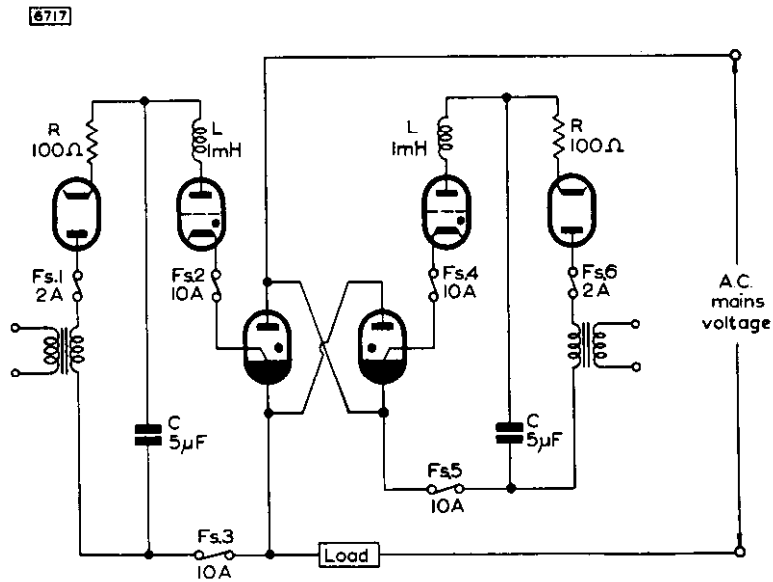 6717
R
100Ω
L
1mH
L
1mH
R
100Ω
Fs.1
2A
Fs.2
10A
Fs.4
10A
Fs.6
2A
A.C.
mains
voltage
C
5µF
C
5µF
Fs.5
10A
Fs.3
10A
Load